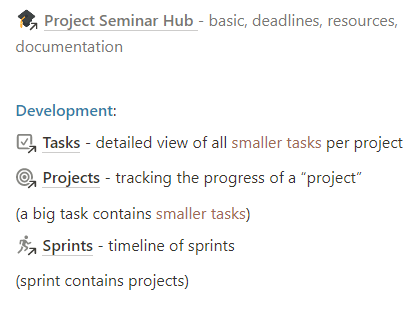 Project Seminar Hub - basic, deadlines, resources,
documentation
Development:
Tasks - detailed view of all smaller tasks per project
Projects - tracking the progress of a “project”
(a big task contains smaller tasks)
Sprints - timeline of sprints
(sprint contains projects)